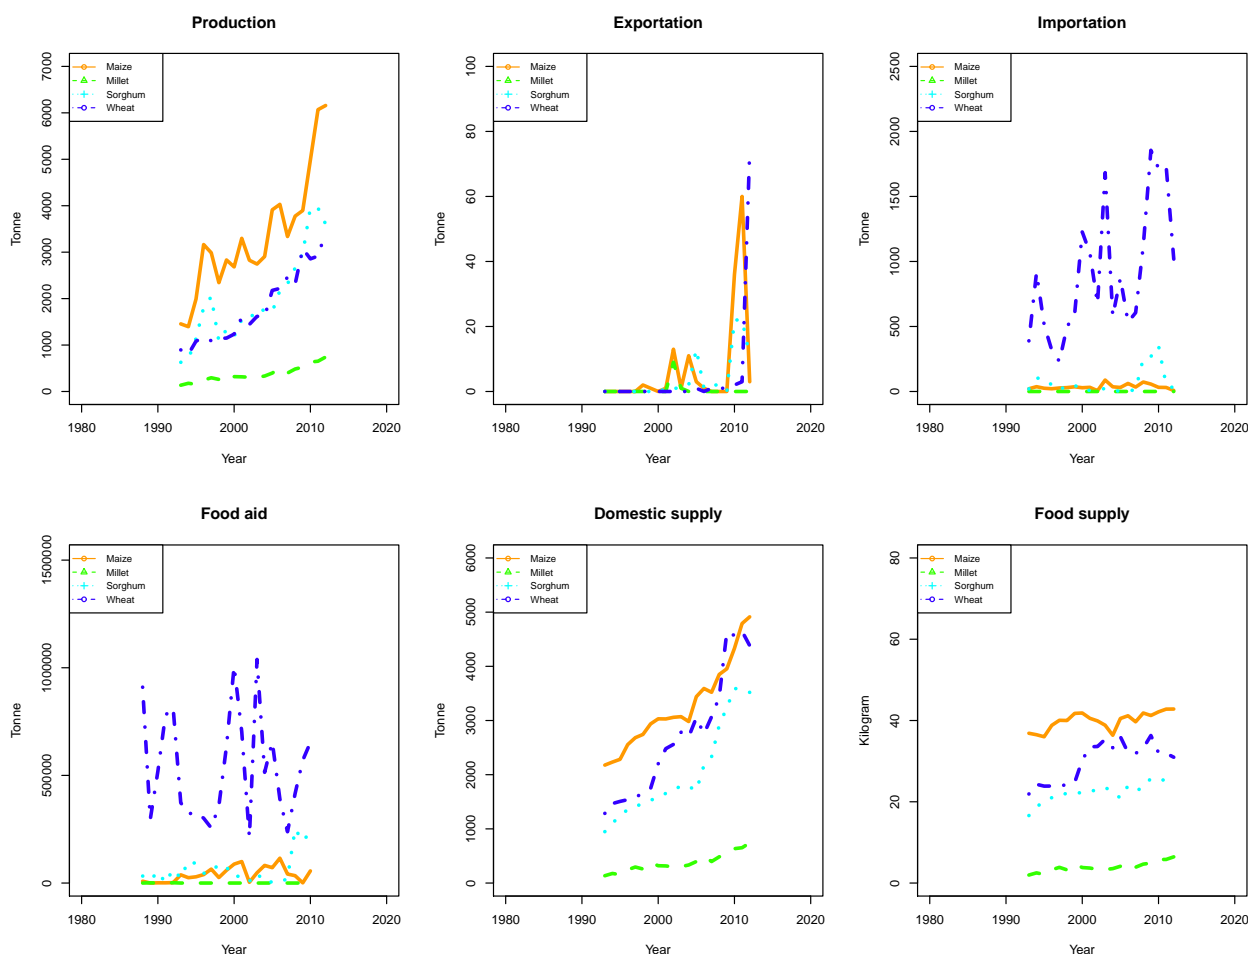 Production
Exportation
Importation
7000
6000
5000
4000
3000
2000
1000
0
Tonne
Maize
Millet
Sorghum
Wheat
1980 1990 2000 2010 2020
Year
100
80
60
40
20
0
Tonne
Maize
Millet
Sorghum
Wheat
1980 1990 2000 2010 2020
Year
2500
2000
1500
1000
500
0
Tonne
Maize
Millet
Sorghum
Wheat
1980 1990 2000 2010 2020
Year
Food aid
Domestic supply
Food supply
1500000
1000000
500000
0
Tonne
Maize
Millet
Sorghum
Wheat
1980 1990 2000 2010 2020
Year
6000
5000
4000
3000
2000
1000
0
Tonne
Maize
Millet
Sorghum
Wheat
1980 1990 2000 2010 2020
Year
80
60
40
20
0
Kilogram
Maize
Millet
Sorghum
Wheat
1980 1990 2000 2010 2020
Year